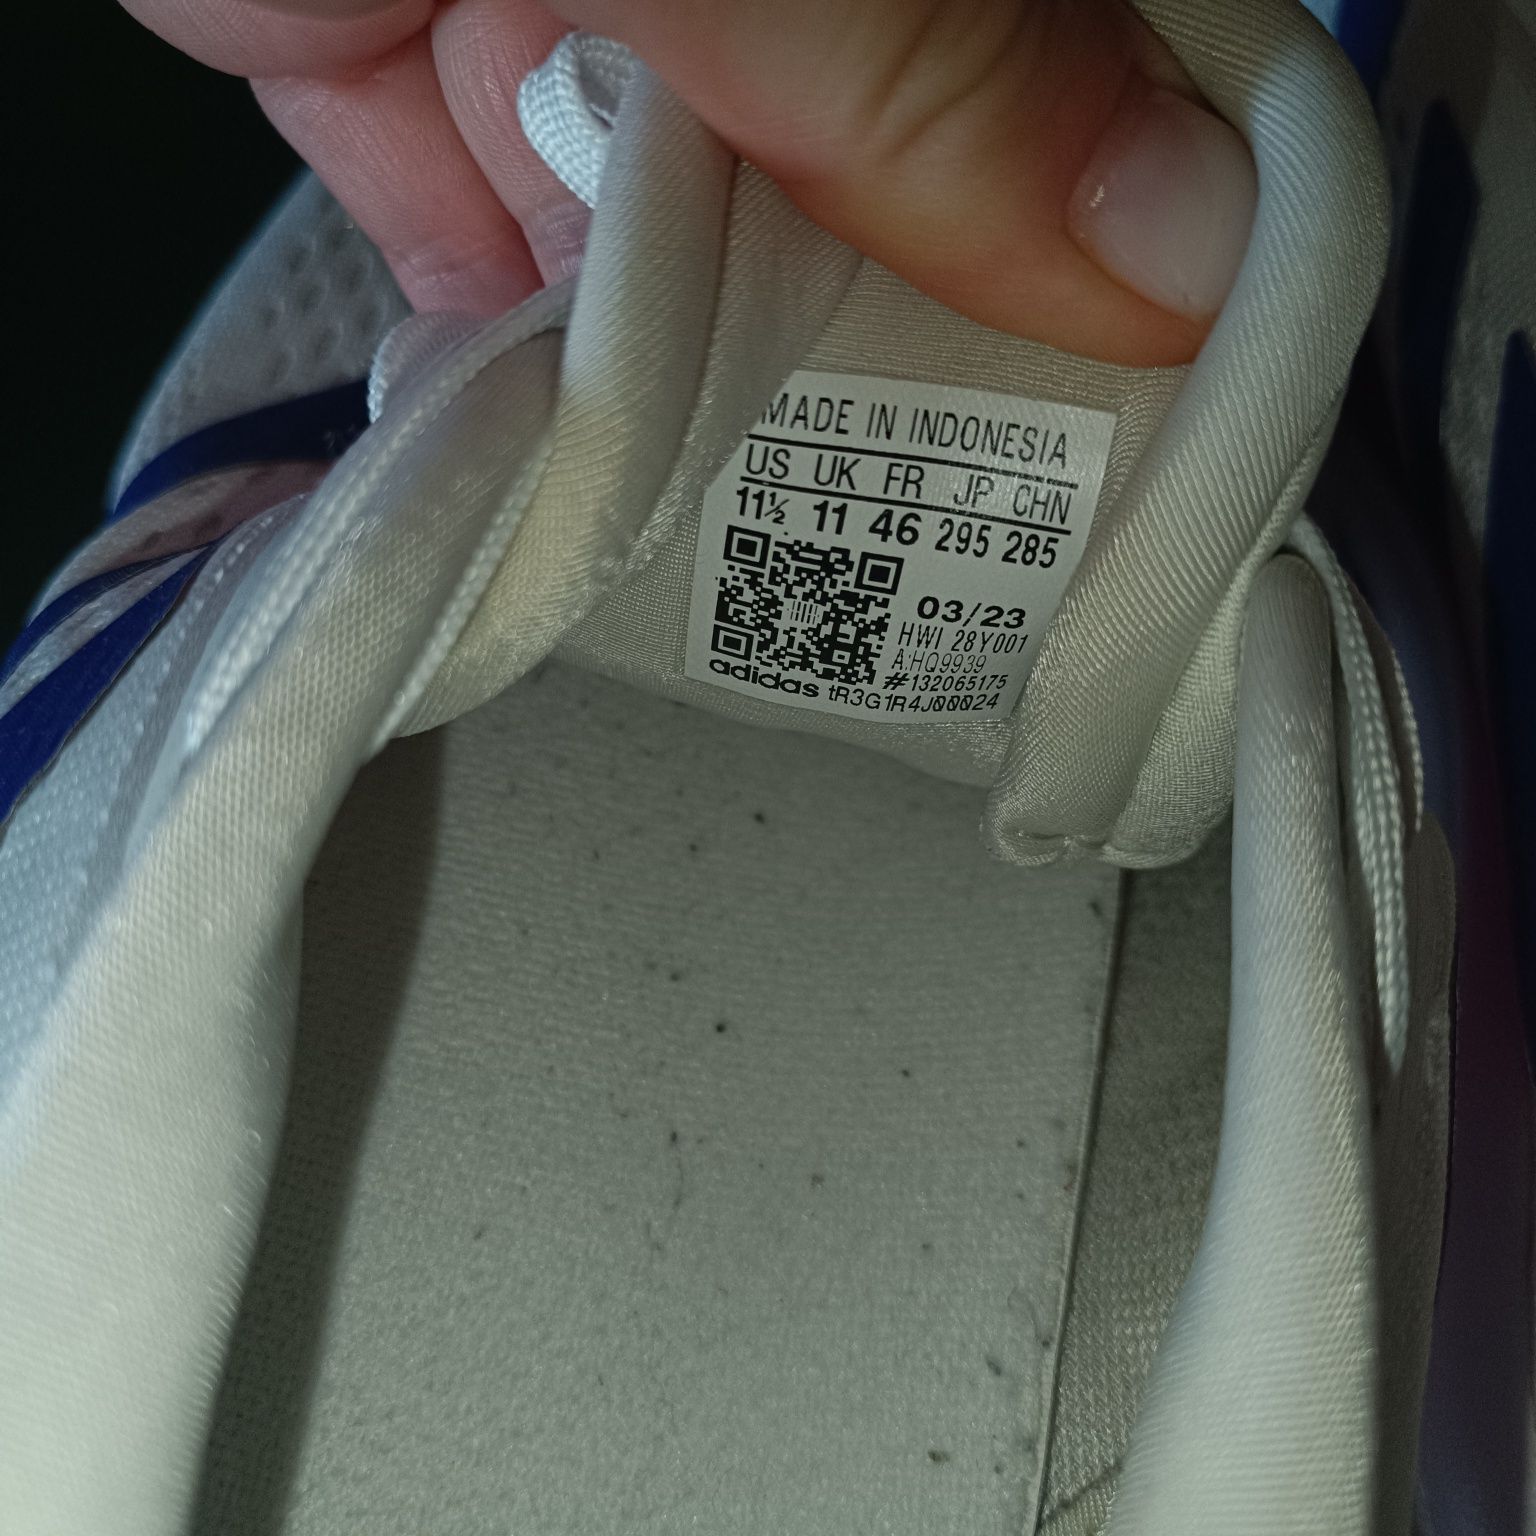 MADE IN INDONESIA
US UK FR JP CHN
11½ 11 46 295 285
03/23
HWI 28Y001
A:HQ9939
#132065175
adidas tR3G1R4J00024